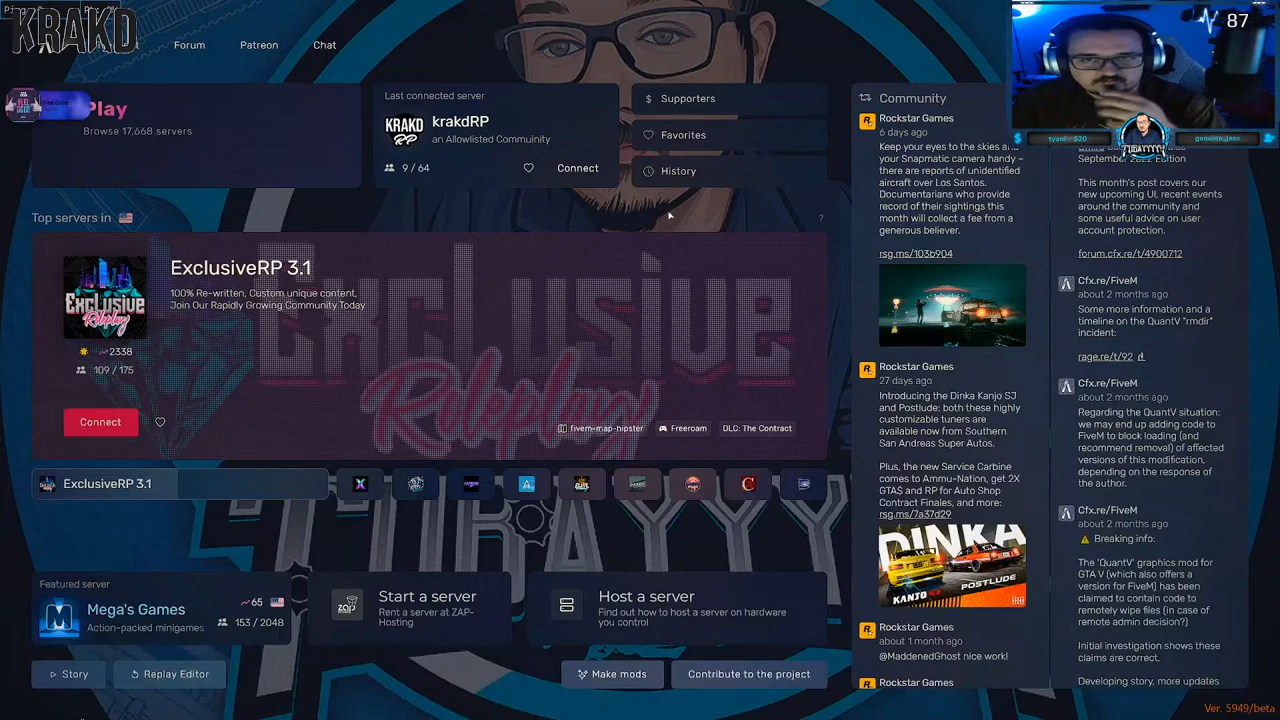 KRAKD
Forum
Patreon
Chat
Play
Browse 17,668 servers
Last connected server
KRAKD
RP
krakdRP
an Allowlisted Community
9 / 64
Connect
$ Supporters
Favorites
History
Top servers in
?
ExclusiveRP 3.1
100% Re-written, Custom unique content,
Join Our Rapidly Growing Community Today
EXCLUSIVE
Roleplay
2338
109 / 175
Connect
Exclusive
Roleplay
fivem-map-hipster
Freeroam
DLC: The Contract
ExclusiveRP 3.1
TTOBAYYY
Featured server
Mega's Games
Action-packed minigames
65
153 / 2048
ZAP
Start a server
Rent a server at ZAP-
Hosting
Host a server
Find out how to host a server on hardware
you control
Story
Replay Editor
Make mods
Contribute to the project
Community
Rockstar Games
6 days ago
Keep your eyes to the skies and
your Snapmatic camera handy –
there are reports of unidentified
aircraft over Los Santos.
Documentarians who provide
record of their sightings this
month will collect a fee from a
generous believer.
rsg.ms/103b904
Rockstar Games
27 days ago
Introducing the Dinka Kanjo SJ
and Postlude: both these highly
customizable tuners are
available now from Southern
San Andreas Super Autos.
Plus, the new Service Carbine
comes to Ammu-Nation, get 2X
GTA$ and RP for Auto Shop
Contract Finales, and more:
rsg.ms/7a37d29
DINKA
KANJO SJ
POSTLUDE
Rockstar Games
about 1 month ago
@MaddenedGhost nice work!
Rockstar Games
87
tyani - $20
genuine_jess
TTOBAYYYY
September 2022 Edition
This month's post covers our
new upcoming UI, recent events
around the community and
some useful advice on user
account protection.
forum.cfx.re/t/4900712
Cfx.re/FiveM
about 2 months ago
Some more information and a
timeline on the QuantV "rmdir"
incident:
rage.re/t/92
Cfx.re/FiveM
about 2 months ago
Regarding the QuantV situation:
we may end up adding code to
FiveM to block loading (and
recommend removal) of affected
versions of this modification,
depending on the response of
the author.
Cfx.re/FiveM
about 2 months ago
Breaking info:
The 'QuantV' graphics mod for
GTA V (which also offers a
version for FiveM) has been
claimed to contain code to
remotely wipe files (in case of
remote admin decision?)
Initial investigation shows these
claims are correct.
Developing story, more updates
Ver. 5949/beta